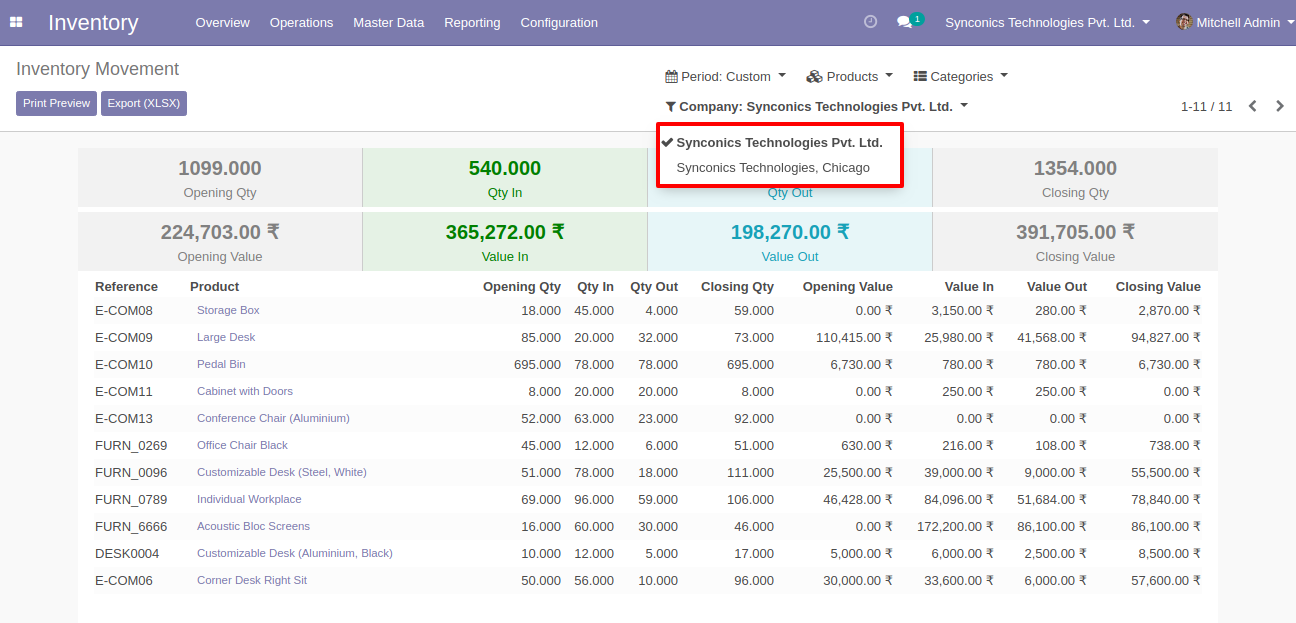 Inventory Overview Operations Master Data Reporting Configuration 1 Synconics Technologies Pvt. Ltd. Mitchell Admin
Inventory Movement
Period: Custom Products Categories
Print Preview Export (XLSX)
Company: Synconics Technologies Pvt. Ltd. 1-11 / 11
Synconics Technologies Pvt. Ltd.
Synconics Technologies, Chicago
1099.000 540.000 1354.000
Opening Qty Qty In Qty Out Closing Qty
224,703.00 ₹ 365,272.00 ₹ 198,270.00 ₹ 391,705.00 ₹
Opening Value Value In Value Out Closing Value
Reference Product Opening Qty Qty In Qty Out Closing Qty Opening Value Value In Value Out Closing Value
E-COM08 Storage Box 18.000 45.000 4.000 59.000 0.00 ₹ 3,150.00 ₹ 280.00 ₹ 2,870.00 ₹
E-COM09 Large Desk 85.000 20.000 32.000 73.000 110,415.00 ₹ 25,980.00 ₹ 41,568.00 ₹ 94,827.00 ₹
E-COM10 Pedal Bin 695.000 78.000 78.000 695.000 6,730.00 ₹ 780.00 ₹ 780.00 ₹ 6,730.00 ₹
E-COM11 Cabinet with Doors 8.000 20.000 20.000 8.000 0.00 ₹ 250.00 ₹ 250.00 ₹ 0.00 ₹
E-COM13 Conference Chair (Aluminium) 52.000 63.000 23.000 92.000 0.00 ₹ 0.00 ₹ 0.00 ₹ 0.00 ₹
FURN_0269 Office Chair Black 45.000 12.000 6.000 51.000 630.00 ₹ 216.00 ₹ 108.00 ₹ 738.00 ₹
FURN_0096 Customizable Desk (Steel, White) 51.000 78.000 18.000 111.000 25,500.00 ₹ 39,000.00 ₹ 9,000.00 ₹ 55,500.00 ₹
FURN_0789 Individual Workplace 69.000 96.000 59.000 106.000 46,428.00 ₹ 84,096.00 ₹ 51,684.00 ₹ 78,840.00 ₹
FURN_6666 Acoustic Bloc Screens 16.000 60.000 30.000 46.000 0.00 ₹ 172,200.00 ₹ 86,100.00 ₹ 86,100.00 ₹
DESK0004 Customizable Desk (Aluminium, Black) 10.000 12.000 5.000 17.000 5,000.00 ₹ 6,000.00 ₹ 2,500.00 ₹ 8,500.00 ₹
E-COM06 Corner Desk Right Sit 50.000 56.000 10.000 96.000 30,000.00 ₹ 33,600.00 ₹ 6,000.00 ₹ 57,600.00 ₹